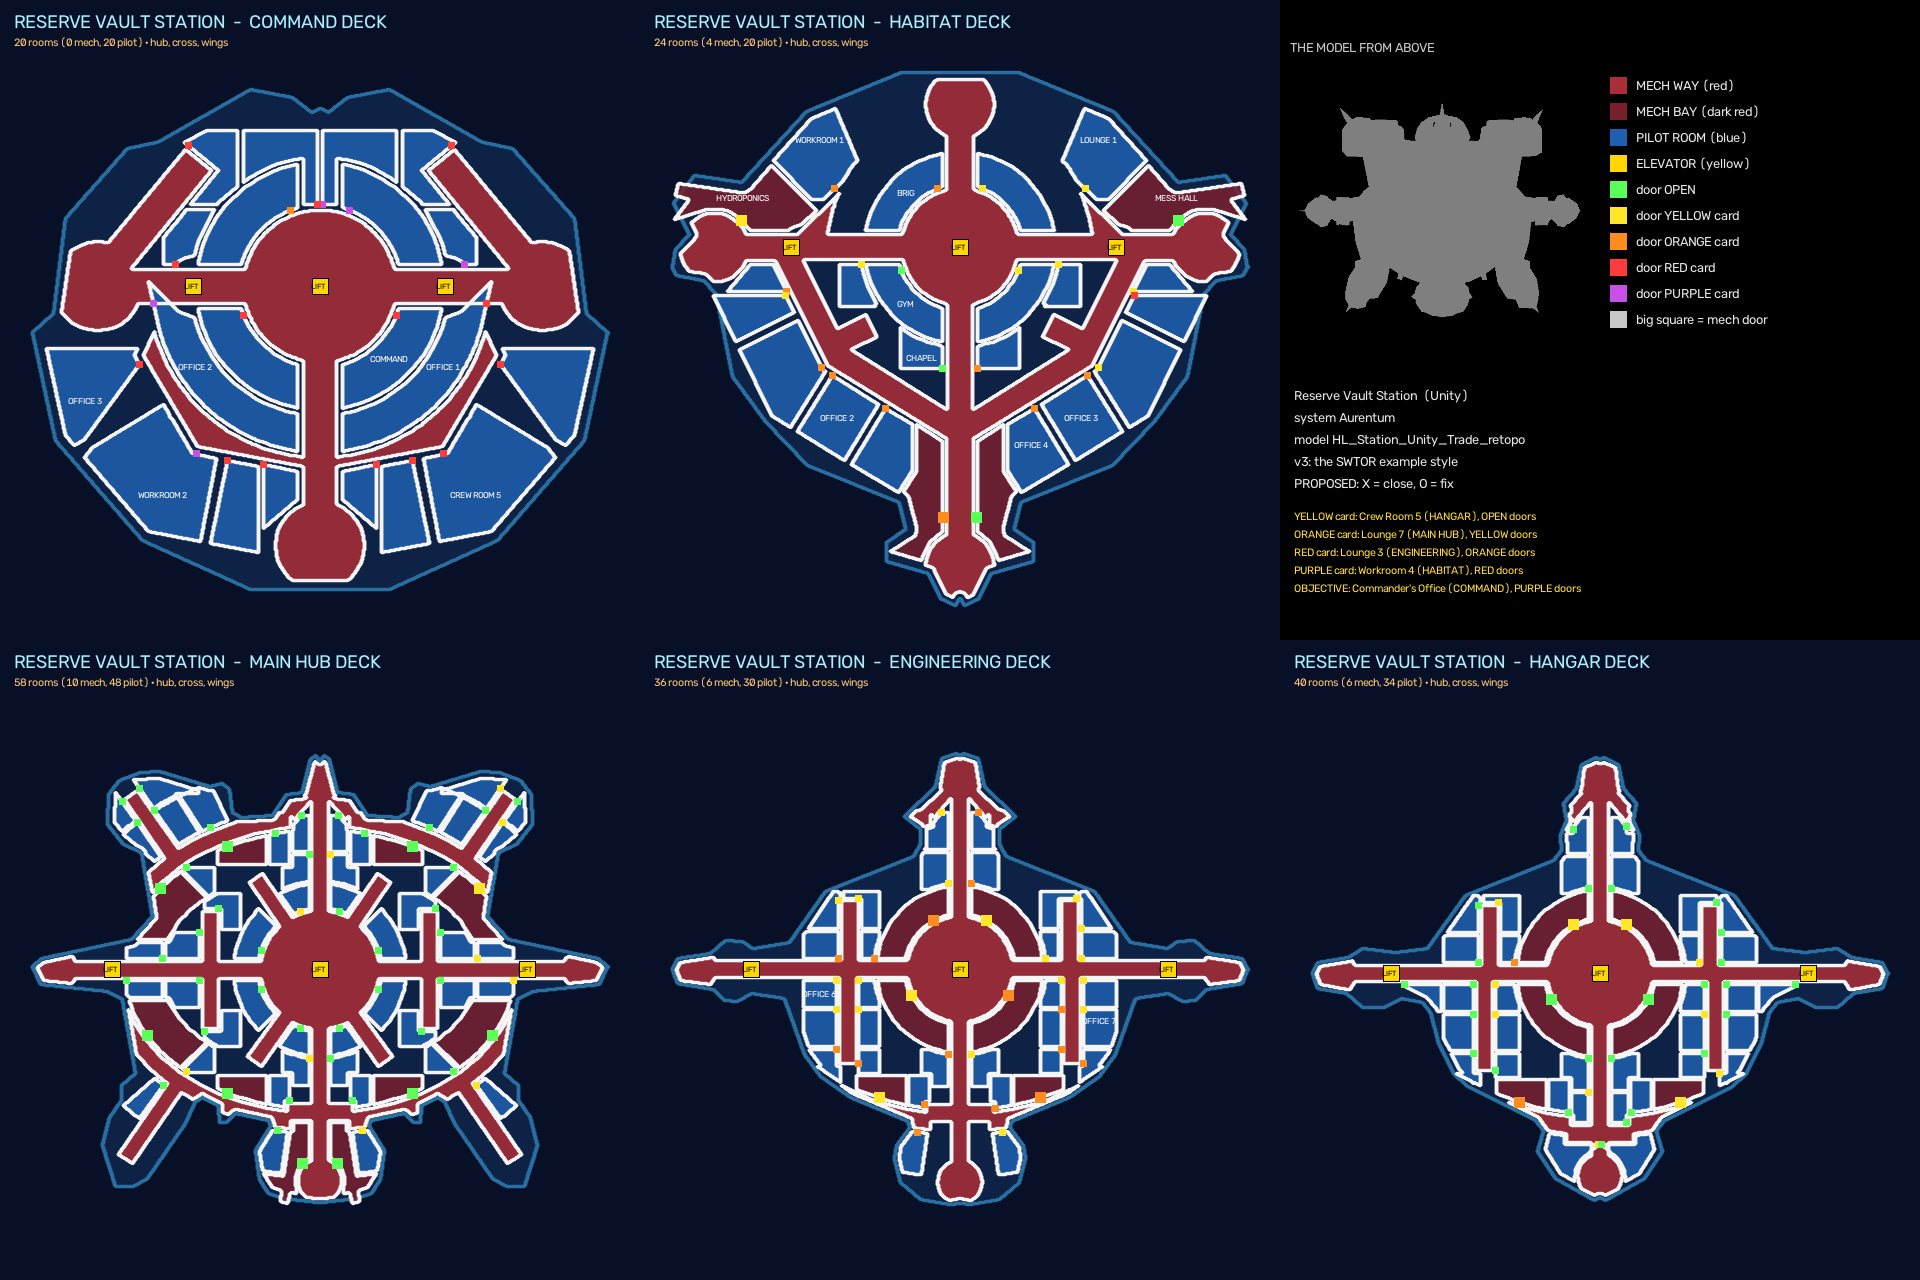 RESERVE VAULT STATION - COMMAND DECK
20 rooms (0 mech, 20 pilot) • hub, cross, wings
LIFT
LIFT
LIFT
COMMAND
OFFICE 2
OFFICE 1
OFFICE 3
WORKROOM 2
CREW ROOM 5
RESERVE VAULT STATION - HABITAT DECK
24 rooms (4 mech, 20 pilot) • hub, cross, wings
WORKROOM 1
LOUNGE 1
BRIG
HYDROPONICS
MESS HALL
LIFT
LIFT
LIFT
GYM
CHAPEL
OFFICE 2
OFFICE 3
OFFICE 4
THE MODEL FROM ABOVE
MECH WAY (red)
MECH BAY (dark red)
PILOT ROOM (blue)
ELEVATOR (yellow)
door OPEN
door YELLOW card
door ORANGE card
door RED card
door PURPLE card
big square = mech door
Reserve Vault Station (Unity)
system Aurentum
model HL_Station_Unity_Trade_retopo
v3: the SWTOR example style
PROPOSED: X = close, O = fix
YELLOW card: Crew Room 5 (HANGAR), OPEN doors
ORANGE card: Lounge 7 (MAIN HUB), YELLOW doors
RED card: Lounge 3 (ENGINEERING), ORANGE doors
PURPLE card: Workroom 4 (HABITAT), RED doors
OBJECTIVE: Commander's Office (COMMAND), PURPLE doors
RESERVE VAULT STATION - MAIN HUB DECK
58 rooms (10 mech, 48 pilot) • hub, cross, wings
LIFT
LIFT
LIFT
RESERVE VAULT STATION - ENGINEERING DECK
36 rooms (6 mech, 30 pilot) • hub, cross, wings
LIFT
LIFT
LIFT
OFFICE 6
OFFICE 7
RESERVE VAULT STATION - HANGAR DECK
40 rooms (6 mech, 34 pilot) • hub, cross, wings
LIFT
LIFT
LIFT